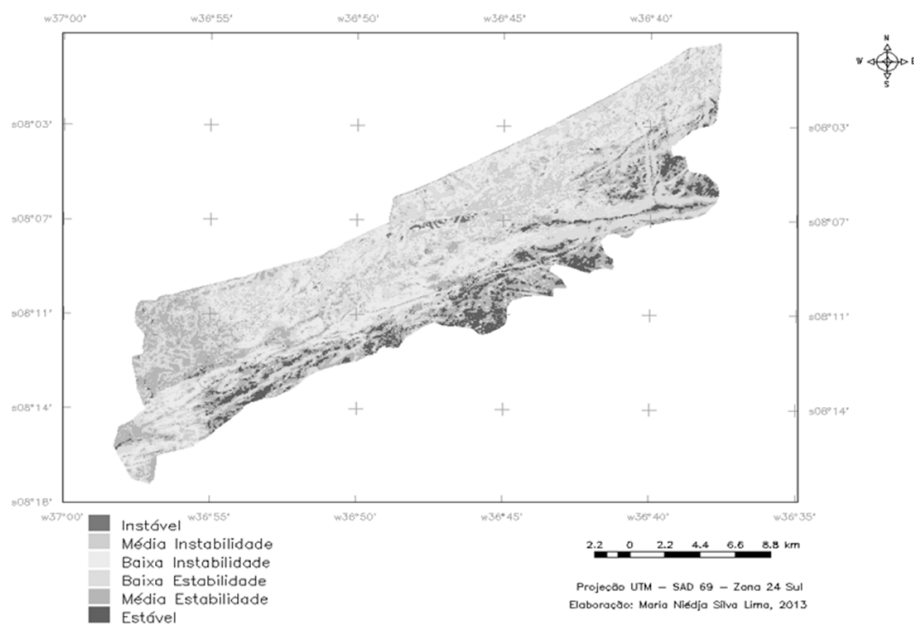 w37°00' w36°55' w36°50' w36°45' w36°40'
N
W E
S
s08°03' s08°03'
s08°07' s08°07'
s08°11' s08°11'
s08°14' s08°14'
s08°18'
w37°00' w36°55' w36°50' w36°45' w36°40' w36°35'
Instável
Média Instabilidade
Baixa Instabilidade
Baixa Estabilidade
Média Estabilidade
Estável
2.2 0 2.2 4.4 6.6 8.8 km
Projeção UTM – SAD 69 – Zona 24 Sul
Elaboração: Maria Niédja Silva Lima, 2013